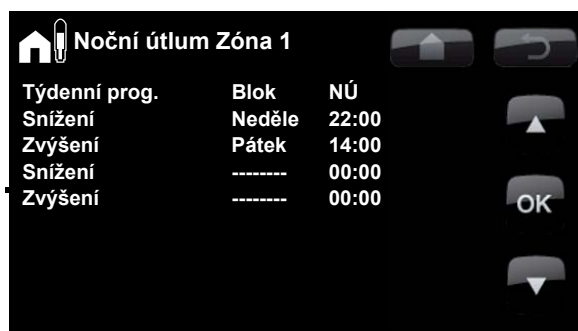 Noční útlum Zóna 1
Týdenní prog. Blok NÚ
Snížení Neděle 22:00
Zvýšení Pátek 14:00
Snížení -------- 00:00
Zvýšení -------- 00:00
OK